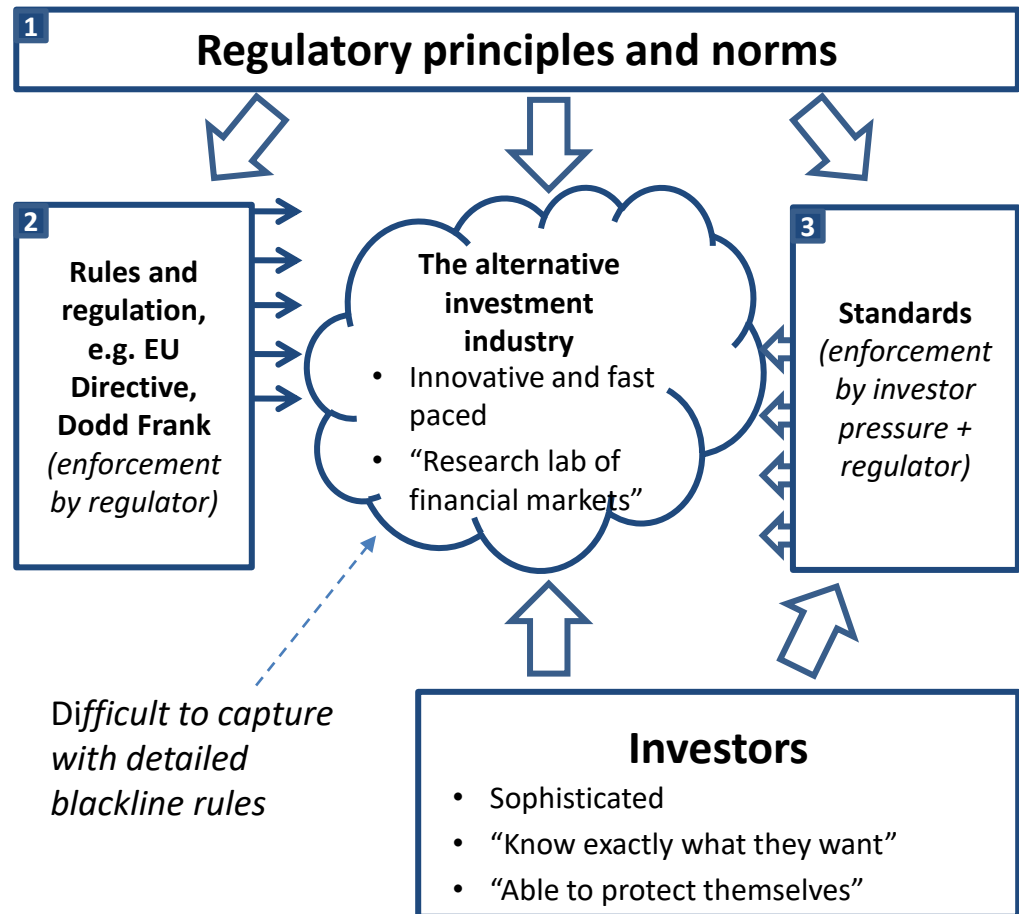 1
Regulatory principles and norms
2
Rules and
regulation,
e.g. EU
Directive,
Dodd Frank
(enforcement
by regulator)
The alternative
investment
industry
• Innovative and fast
paced
• “Research lab of
financial markets”
3
Standards
(enforcement
by investor
pressure +
regulator)
Difficult to capture
with detailed
blackline rules
Investors
• Sophisticated
• “Know exactly what they want”
• “Able to protect themselves”